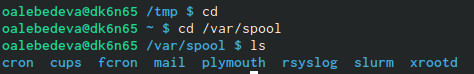 oalebedeva@dk6n65 /tmp $ cd
oalebedeva@dk6n65 ~ $ cd /var/spool
oalebedeva@dk6n65 /var/spool $ ls
cron cups fcron mail plymouth rsyslog slurm xrootd